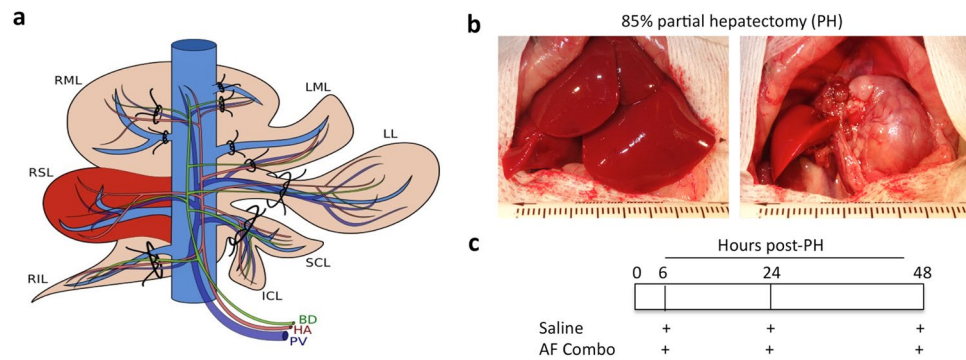 a
RML
LML
LL
RSL
SCL
RIL
ICL
BD
HA
PV
b
85% partial hepatectomy (PH)
c
Hours post-PH
0 6 24 48
Saline + + +
AF Combo + + +